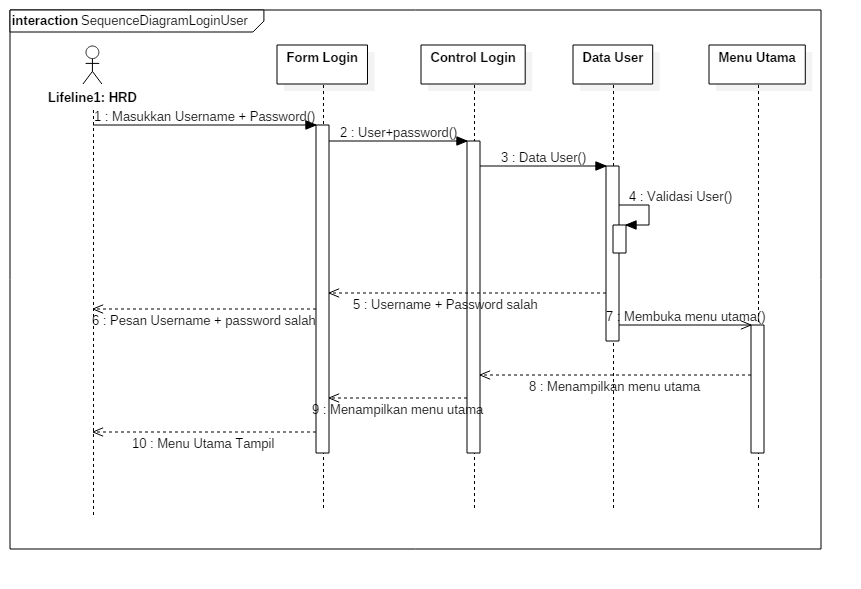 interaction SequenceDiagramLoginUser
Form Login
Control Login
Data User
Menu Utama
Lifeline1: HRD
1 : Masukkan Username + Password()
2 : User+password()
3 : Data User()
4 : Validasi User()
5 : Username + Password salah
6 : Pesan Username + password salah
7 : Membuka menu utama()
8 : Menampilkan menu utama
9 : Menampilkan menu utama
10 : Menu Utama Tampil